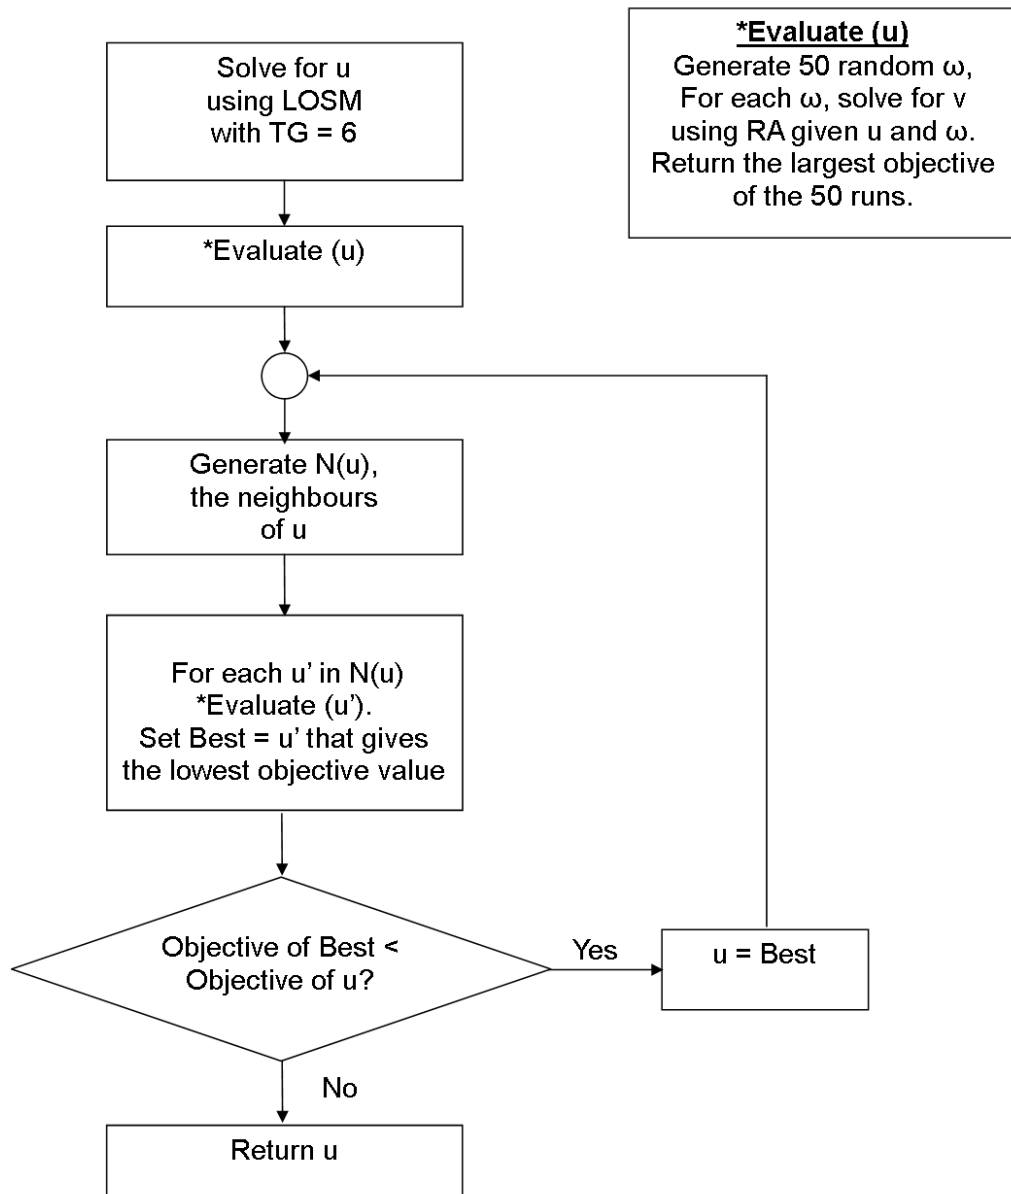 Solve for u
using LOSM
with TG = 6
*Evaluate (u)
Generate 50 random ω,
For each ω, solve for v
using RA given u and ω.
Return the largest objective
of the 50 runs.
*Evaluate (u)
Generate N(u),
the neighbours
of u
For each u’ in N(u)
*Evaluate (u’).
Set Best = u’ that gives
the lowest objective value
Objective of Best <
Objective of u?
Yes
u = Best
No
Return u